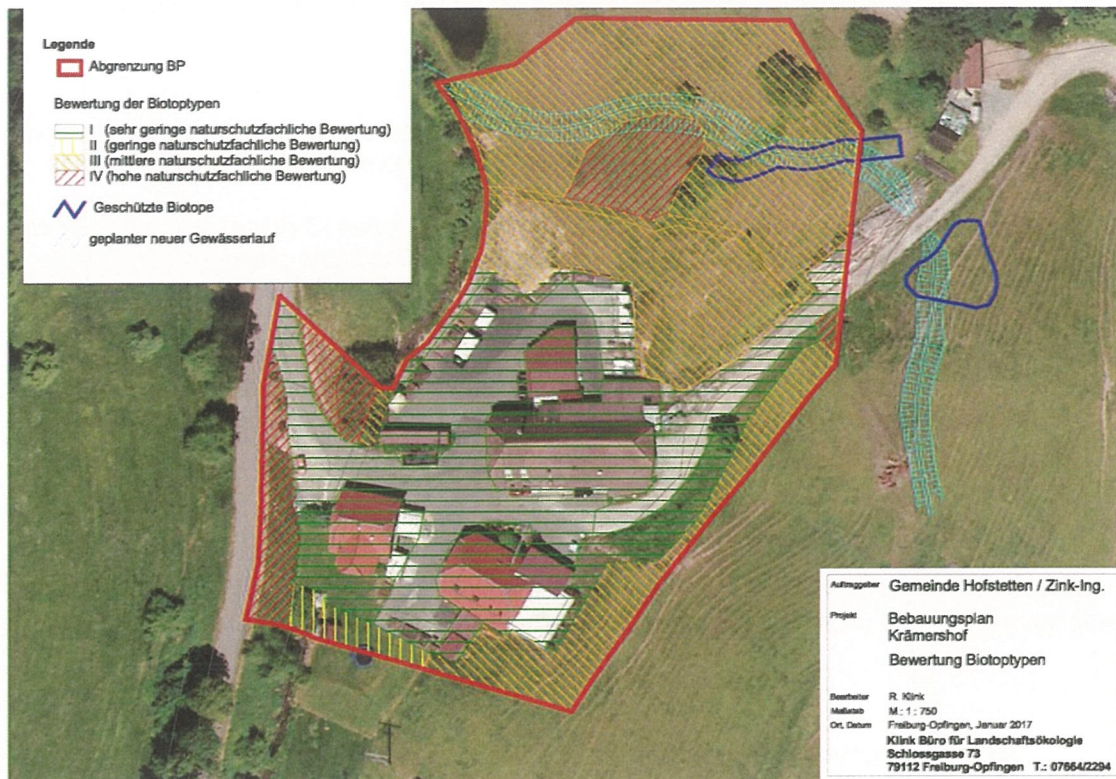 Legende
Abgrenzung BP
Bewertung der Biotoptypen
I (sehr geringe naturschutzfachliche Bewertung)
II (geringe naturschutzfachliche Bewertung)
III (mittlere naturschutzfachliche Bewertung)
IV (hohe naturschutzfachliche Bewertung)
Geschützte Biotope
geplanter neuer Gewässerlauf
Auftraggeber Gemeinde Hofstetten / Zink-Ing.
Projekt Bebauungsplan
Krämershof
Bewertung Biotoptypen
Bearbeiter R. Klink
Maßstab M.: 1 : 750
Ort, Datum Freiburg-Opfingen, Januar 2017
Klink Büro für Landschaftsökologie
Schlossgasse 73
79112 Freiburg-Opfingen T.: 07664/2294